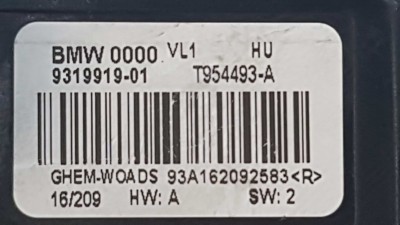 BMW 0000 VL1 HU
9319919-01 T954493-A
GHEM-WOADS 93A162092583<R>
16/209 HW: A SW: 2